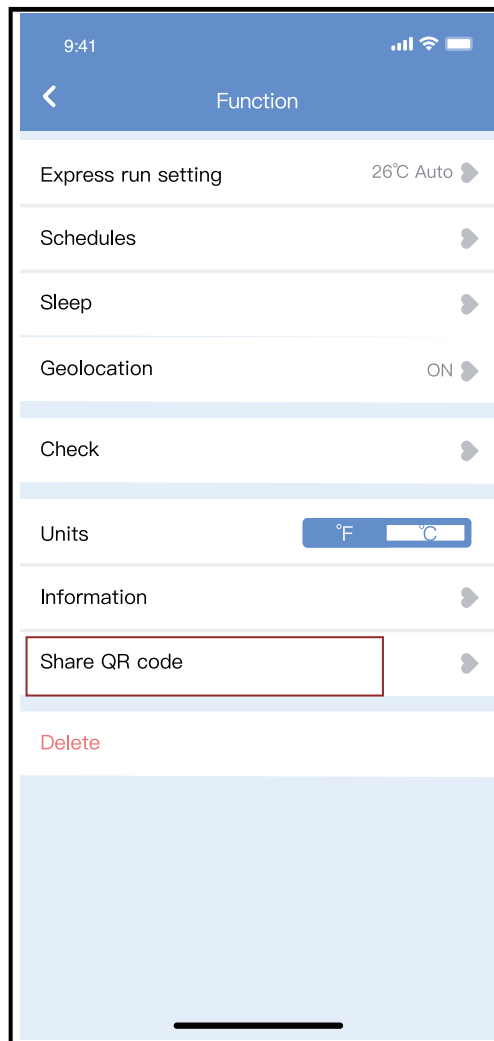 9:41
Function
Express run setting 26℃ Auto
Schedules
Sleep
Geolocation ON
Check
Units °F ℃
Information
Share QR code
Delete